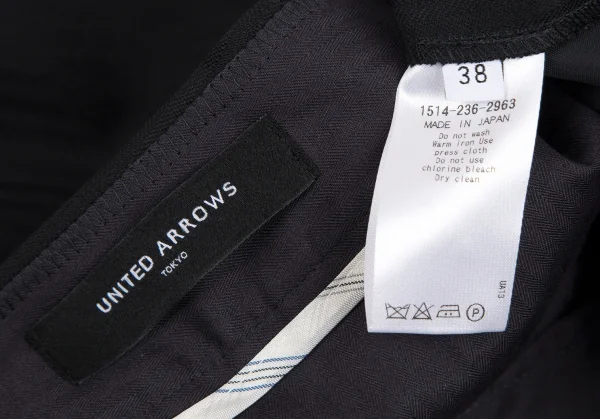 UNITED ARROWS
TOKYO
38
1514-236-2963
MADE IN JAPAN
Do not wash
Warm iron Use
press cloth
Do not use
chlorine bleach
Dry clean
UA13
P